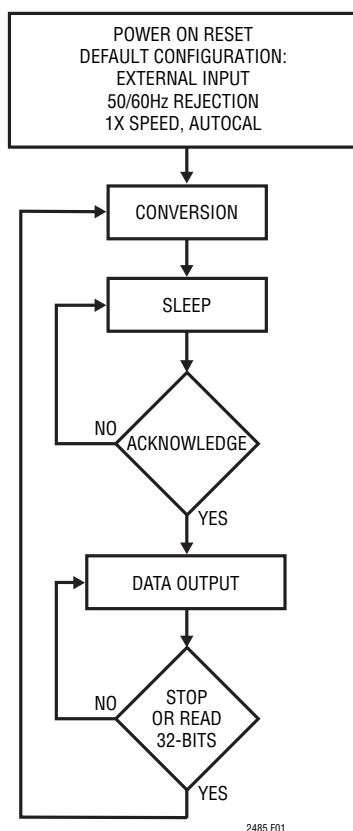 POWER ON RESET
DEFAULT CONFIGURATION:
EXTERNAL INPUT
50/60Hz REJECTION
1X SPEED, AUTOCAL
CONVERSION
SLEEP
NO
ACKNOWLEDGE
YES
DATA OUTPUT
NO
STOP
OR READ
32-BITS
YES
2485 F01